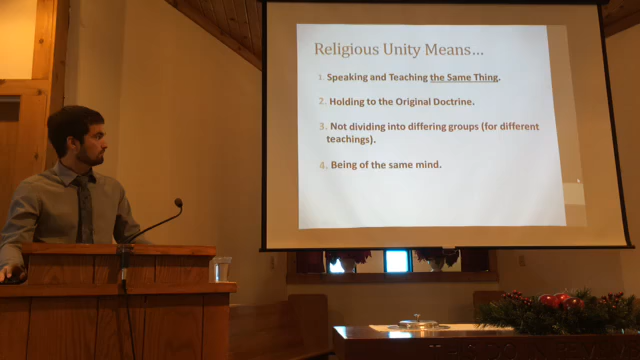 Religious Unity Means...
1. Speaking and Teaching the Same Thing.
2. Holding to the Original Doctrine.
3. Not dividing into differing groups (for different
teachings).
4. Being of the same mind.